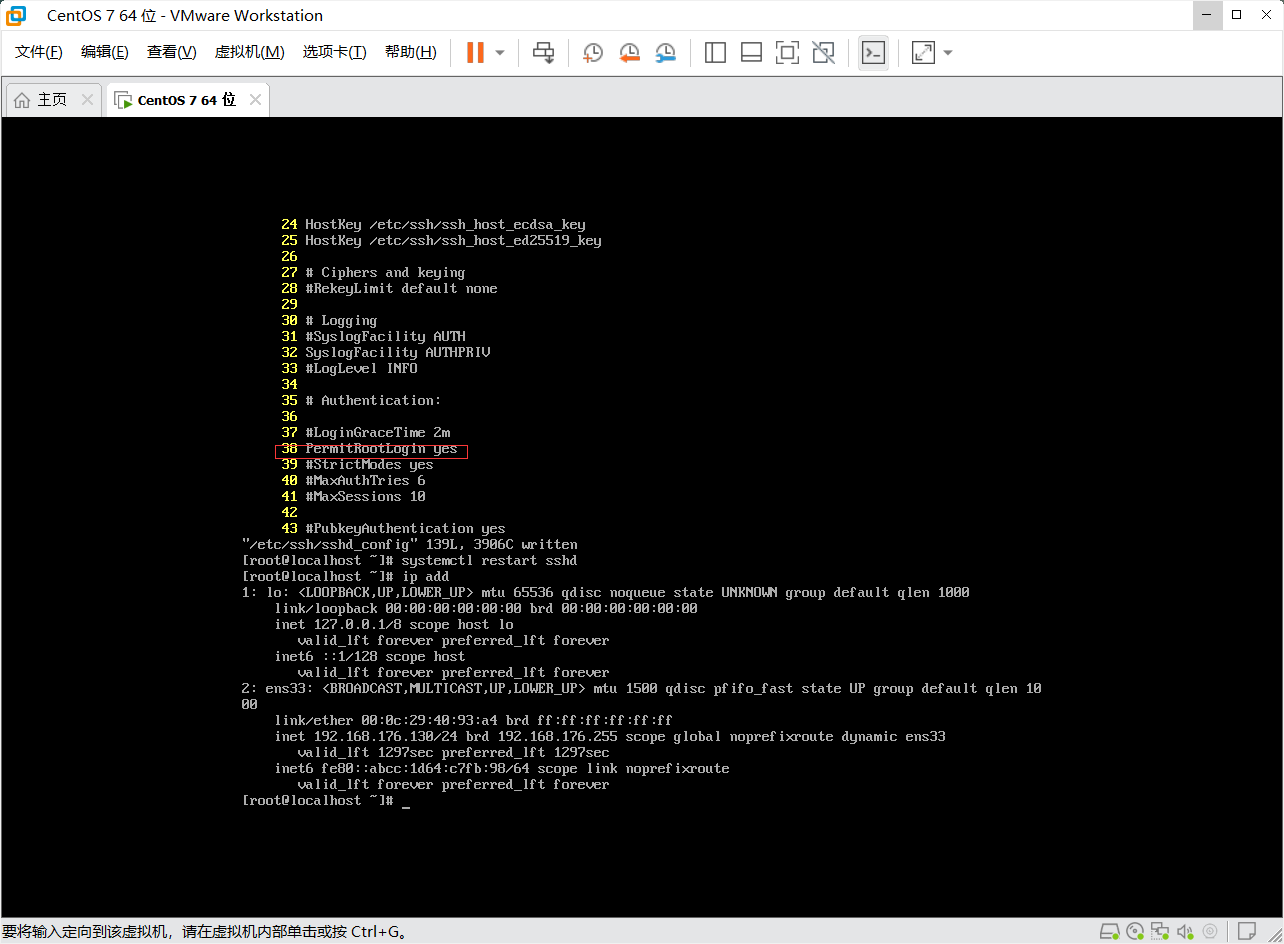 CentOS 7 64 位 - VMware Workstation
文件(F) 编辑(E) 查看(V) 虚拟机(M) 选项卡(T) 帮助(H)
主页 CentOS 7 64 位
24 HostKey /etc/ssh/ssh_host_ecdsa_key
25 HostKey /etc/ssh/ssh_host_ed25519_key
26
27 # Ciphers and keying
28 #RekeyLimit default none
29
30 # Logging
31 #SyslogFacility AUTH
32 SyslogFacility AUTHPRIV
33 #LogLevel INFO
34
35 # Authentication:
36
37 #LoginGraceTime 2m
38 PermitRootLogin yes
39 #StrictModes yes
40 #MaxAuthTries 6
41 #MaxSessions 10
42
43 #PubkeyAuthentication yes
"/etc/ssh/sshd_config" 139L, 3906C written
[root@localhost ~]# systemctl restart sshd
[root@localhost ~]# ip add
1: lo: <LOOPBACK,UP,LOWER_UP> mtu 65536 qdisc noqueue state UNKNOWN group default qlen 1000
link/loopback 00:00:00:00:00:00 brd 00:00:00:00:00:00
inet 127.0.0.1/8 scope host lo
valid_lft forever preferred_lft forever
inet6 ::1/128 scope host
valid_lft forever preferred_lft forever
2: ens33: <BROADCAST,MULTICAST,UP,LOWER_UP> mtu 1500 qdisc pfifo_fast state UP group default qlen 10
00
link/ether 00:0c:29:40:93:a4 brd ff:ff:ff:ff:ff:ff
inet 192.168.176.130/24 brd 192.168.176.255 scope global noprefixroute dynamic ens33
valid_lft 1297sec preferred_lft 1297sec
inet6 fe80::abcc:1d64:c7fb:98/64 scope link noprefixroute
valid_lft forever preferred_lft forever
[root@localhost ~]# _
要将输入定向到该虚拟机，请在虚拟机内部单击或按 Ctrl+G。